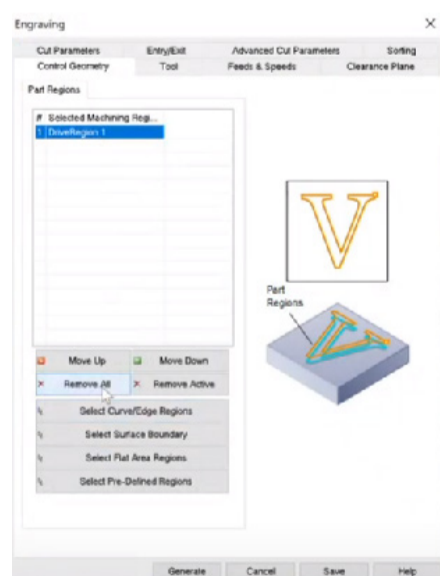 Engraving
Cut Parameters Entry/Exit Advanced Cut Parameters Sorting
Control Geometry Tool Feeds & Speeds Clearance Plane
Part Regions
# Selected Machining Regi...
1 DriveRegion 1
Part
Regions
Move Up Move Down
Remove All Remove Active
Select Curve/Edge Regions
Select Surface Boundary
Select Flat Area Regions
Select Pre-Defined Regions
Generate Cancel Save Help